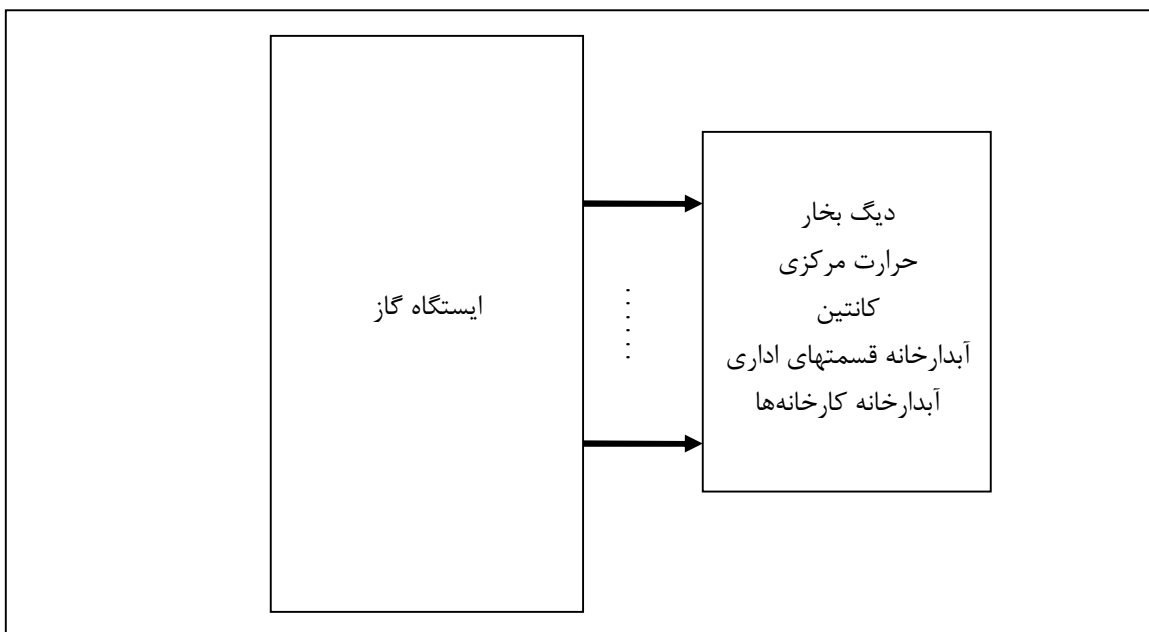 ایستگاه گاز
دیگ بخار
حرارت مرکزی
کانتین
آبدارخانه قسمتهای اداری
آبدارخانه کارخانه‌ها